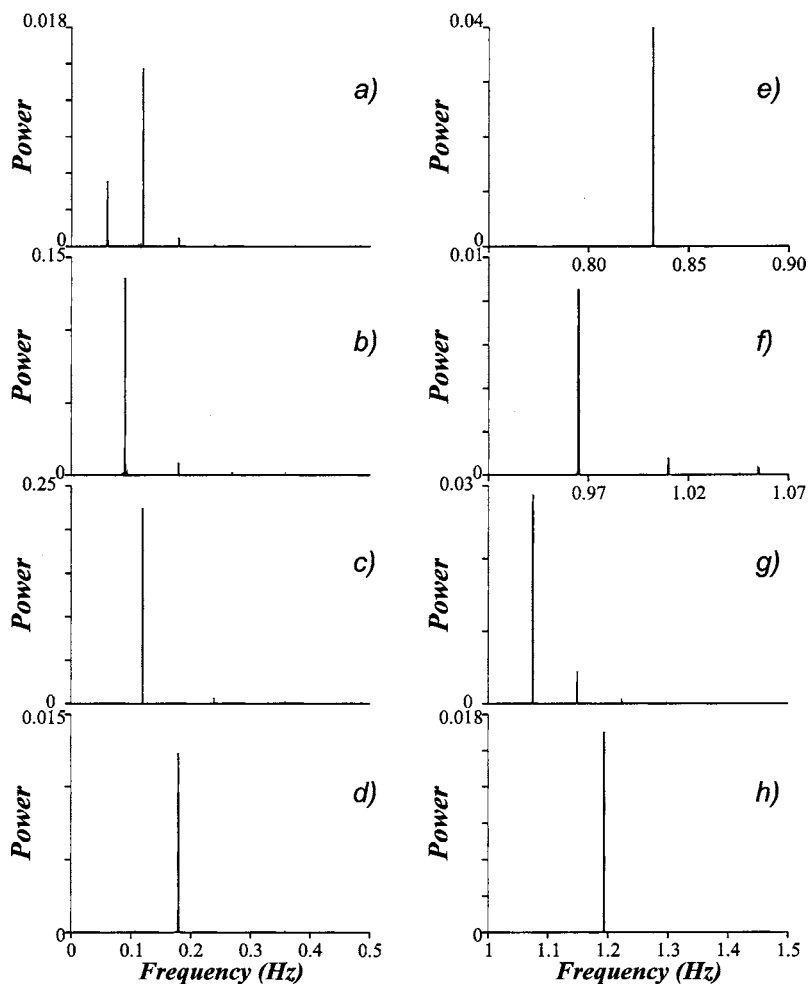 0.018
Power
0
a)
0.15
Power
0
b)
0.25
Power
0
c)
0.015
Power
0
d)
0 0.1 0.2 0.3 0.4 0.5
Frequency (Hz)
0.04
Power
0
e)
0.80 0.85 0.90
0.01
Power
0
f)
0.97 1.02 1.07
0.03
Power
0
g)
0.018
Power
0
h)
1 1.1 1.2 1.3 1.4 1.5
Frequency (Hz)